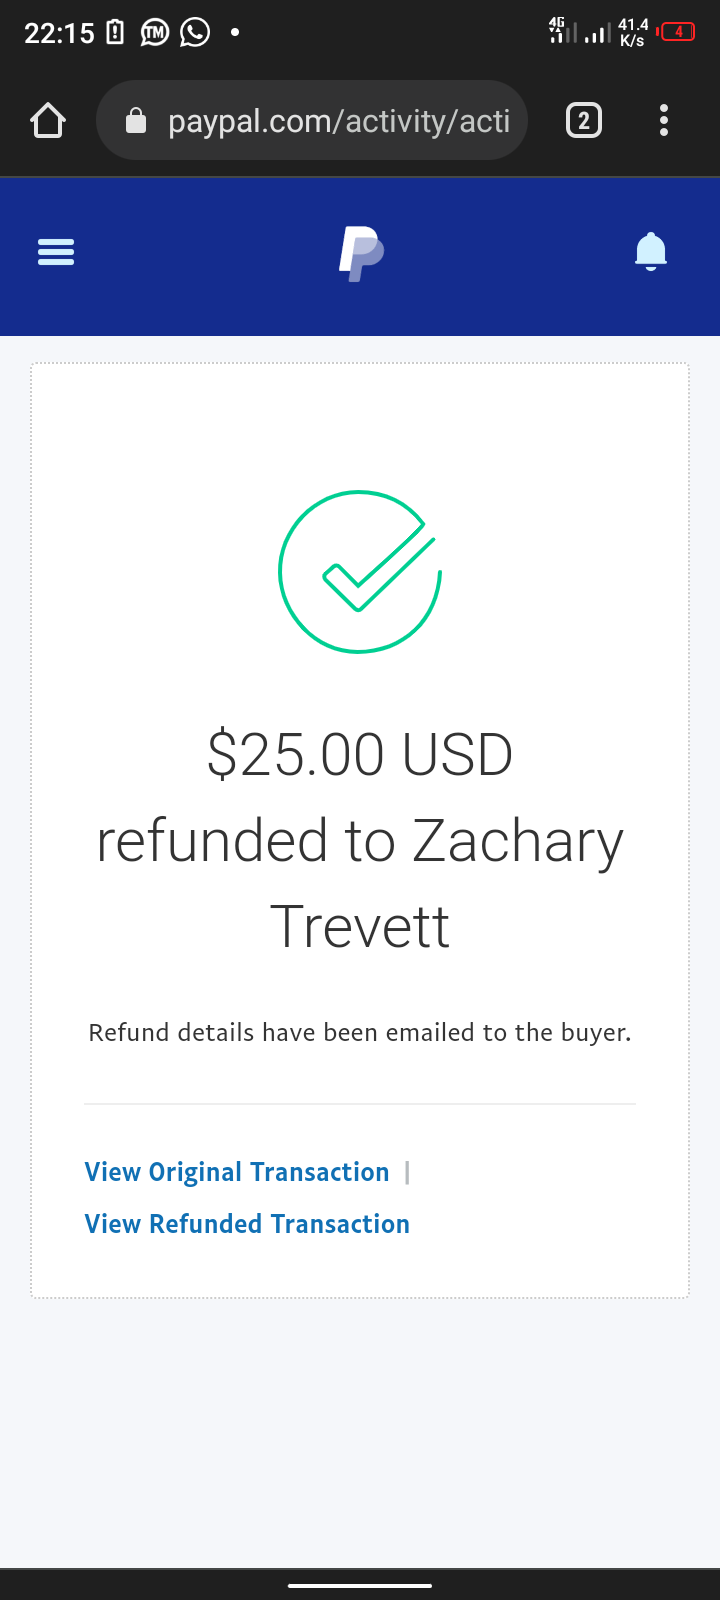 22:15 TM 4G 41.4 K/s 4
paypal.com/activity/acti 2
$25.00 USD
refunded to Zachary
Trevett
Refund details have been emailed to the buyer.
View Original Transaction |
View Refunded Transaction